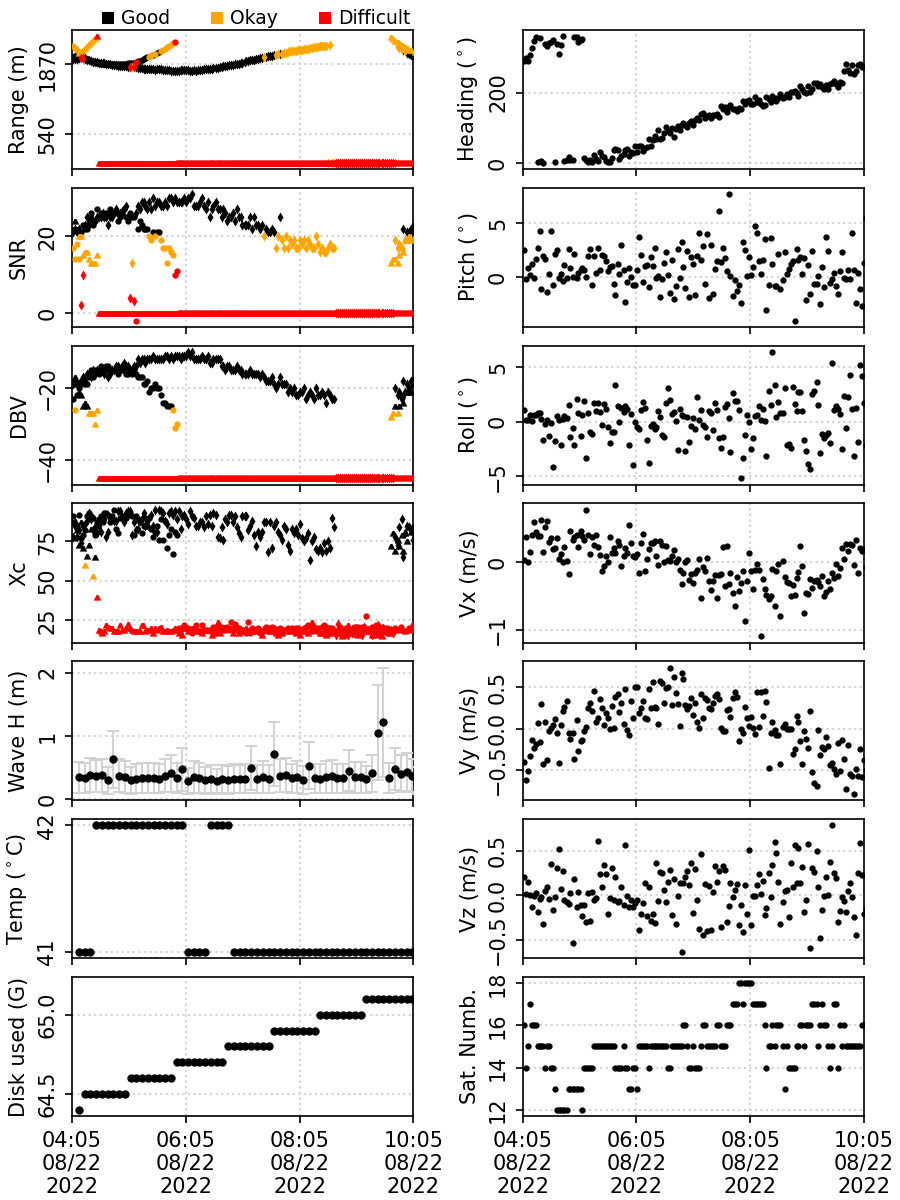 Good Okay Difficult
Range (m)
1870
540
Heading (°)
200
0
SNR
20
0
Pitch (°)
5
0
DBV
−20
−40
Roll (°)
5
0
−5
Xc
75
50
25
Vx (m/s)
0
−1
Wave H (m)
2
1
0
Vy (m/s)
0.5
0.0
−0.5
Temp (°C)
42
41
Vz (m/s)
0.5
0.0
−0.5
Disk used (G)
65.0
64.5
Sat. Numb.
18
16
14
12
04:05 06:05 08:05 10:05 04:05 06:05 08:05 10:05
08/22 08/22 08/22 08/22 08/22 08/22 08/22 08/22
2022 2022 2022 2022 2022 2022 2022 2022